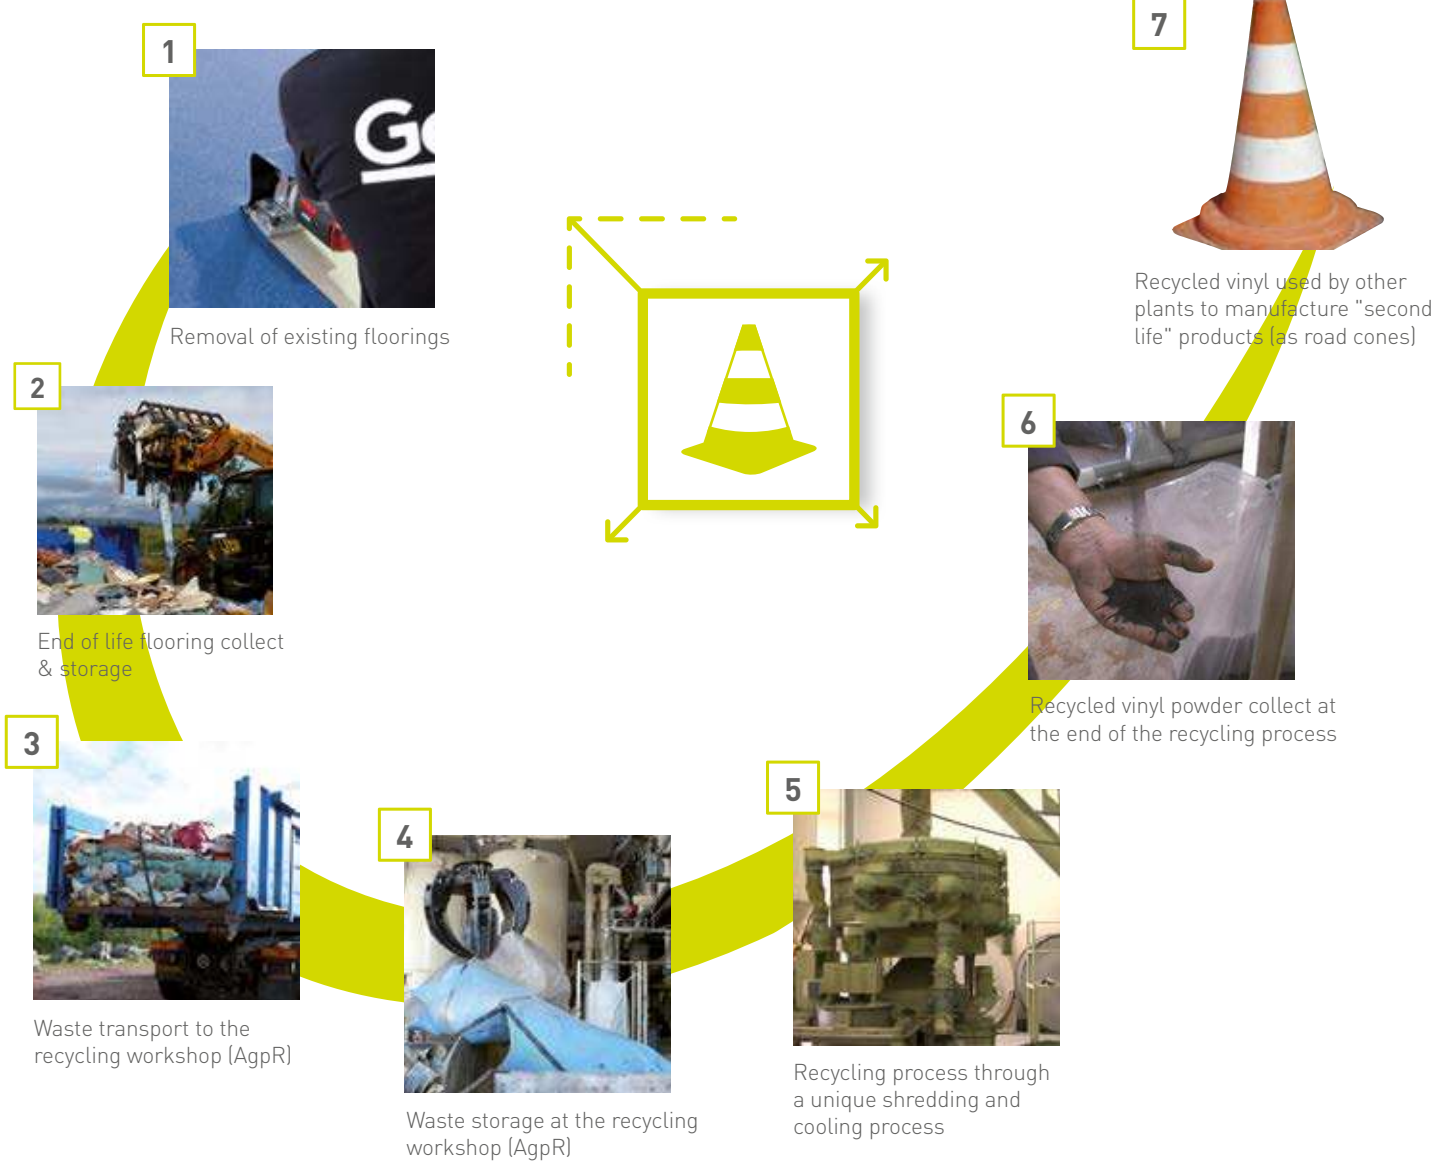 1
Ge
Removal of existing floorings
2
End of life flooring collect
& storage
3
Waste transport to the
recycling workshop (AgpR)
4
Waste storage at the recycling
workshop (AgpR)
5
Recycling process through
a unique shredding and
cooling process
6
Recycled vinyl powder collect at
the end of the recycling process
7
Recycled vinyl used by other
plants to manufacture "second
life" products (as road cones)